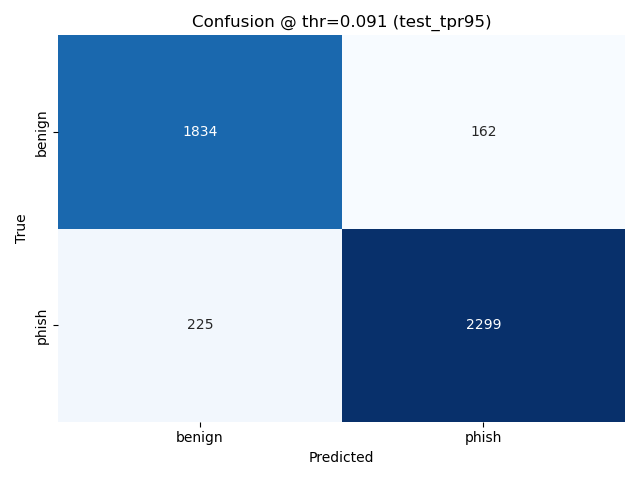 Confusion @ thr=0.091 (test_tpr95)
True
benign
1834
162
phish
225
2299
benign
phish
Predicted